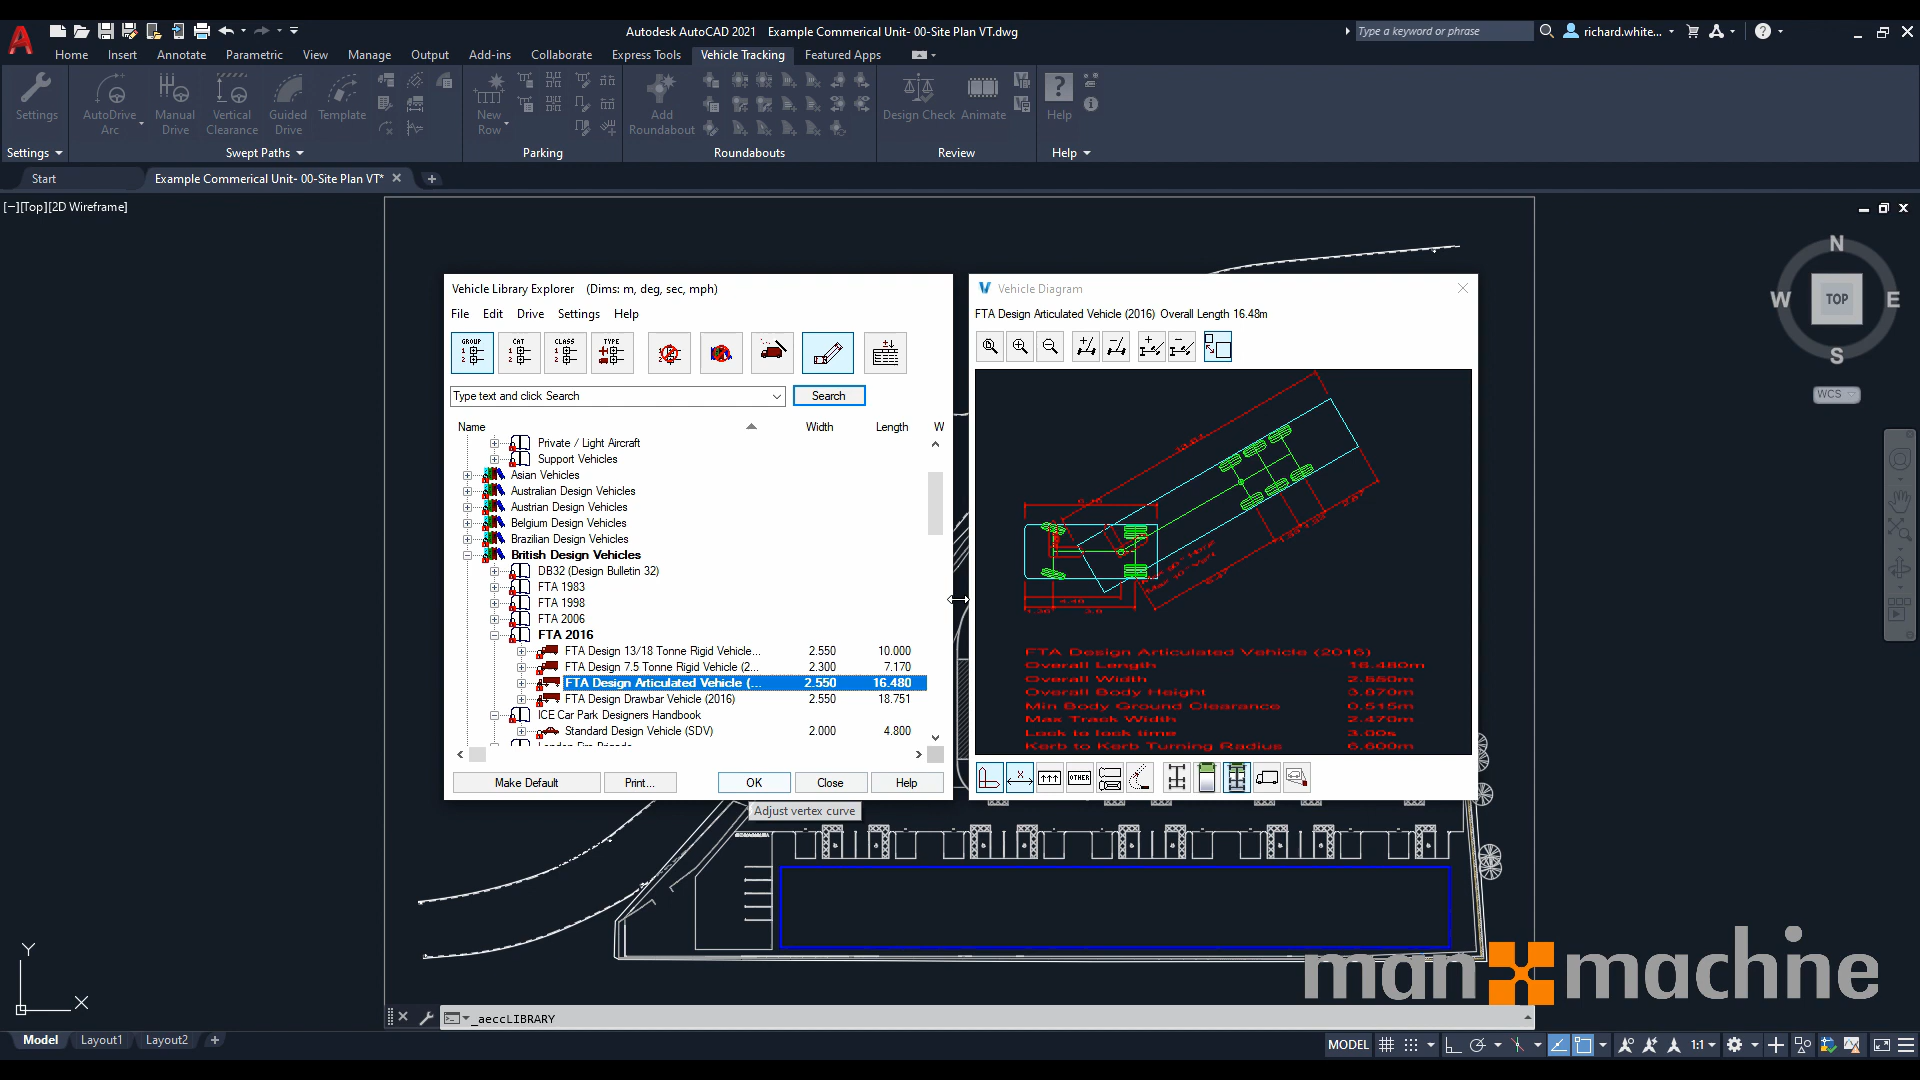 Autodesk AutoCAD 2021 Example Commerical Unit- 00-Site Plan VT.dwg
Type a keyword or phrase
richard.white...
Home Insert Annotate Parametric View Manage Output Add-ins Collaborate Express Tools Vehicle Tracking Featured Apps
Settings
AutoDrive Arc
Manual Drive
Vertical Clearance
Guided Drive
Template
New Row
Add Roundabout
Design Check
Animate
Help
Settings Swept Paths Parking Roundabouts Review Help
Start
Example Commerical Unit- 00-Site Plan VT*
[−][Top][2D Wireframe]
N
W TOP E
S
WCS
Vehicle Library Explorer (Dims: m, deg, sec, mph)
File Edit Drive Settings Help
GROUP CAT CLASS TYPE
Type text and click Search
Search
Name Width Length W
Private / Light Aircraft
Support Vehicles
Asian Vehicles
Australian Design Vehicles
Austrian Design Vehicles
Belgium Design Vehicles
Brazilian Design Vehicles
British Design Vehicles
DB32 (Design Bulletin 32)
FTA 1983
FTA 1998
FTA 2006
FTA 2016
FTA Design 13/18 Tonne Rigid Vehicle... 2.550 10.000
FTA Design 7.5 Tonne Rigid Vehicle (2... 2.300 7.170
FTA Design Articulated Vehicle (... 2.550 16.480
FTA Design Drawbar Vehicle (2016) 2.550 18.751
ICE Car Park Designers Handbook
Standard Design Vehicle (SDV) 2.000 4.800
Make Default Print... OK Close Help
Adjust vertex curve
Vehicle Diagram
FTA Design Articulated Vehicle (2016) Overall Length 16.48m
FTA Design Articulated Vehicle (2016)
Overall Length 16.480m
Overall Width 2.550m
Overall Body Height 3.870m
Min Body Ground Clearance 0.515m
Max Track Width 2.470m
Lock to lock time 3.00s
Kerb to Kerb Turning Radius 6.600m
OTHER
Y
X
_aeccLIBRARY
man machine
Model Layout1 Layout2
MODEL
1:1